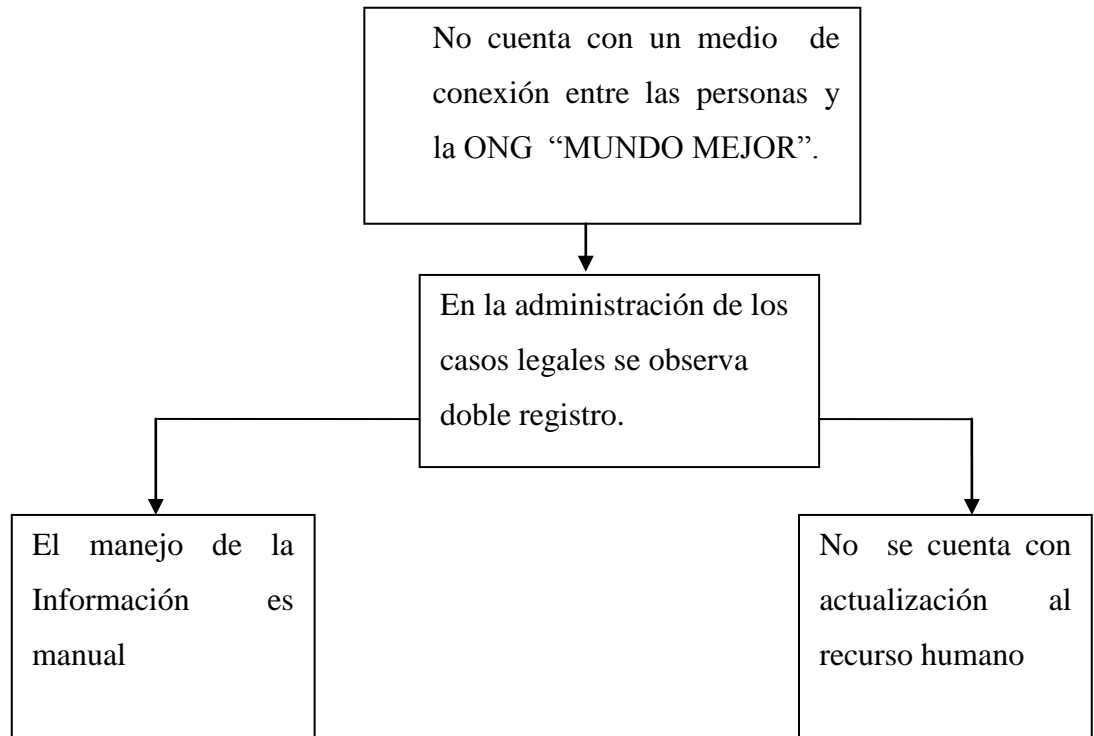 No cuenta con un medio de
conexión entre las personas y
la ONG “MUNDO MEJOR”.
En la administración de los
casos legales se observa
doble registro.
El manejo de la
Información es
manual
No se cuenta con
actualización al
recurso humano